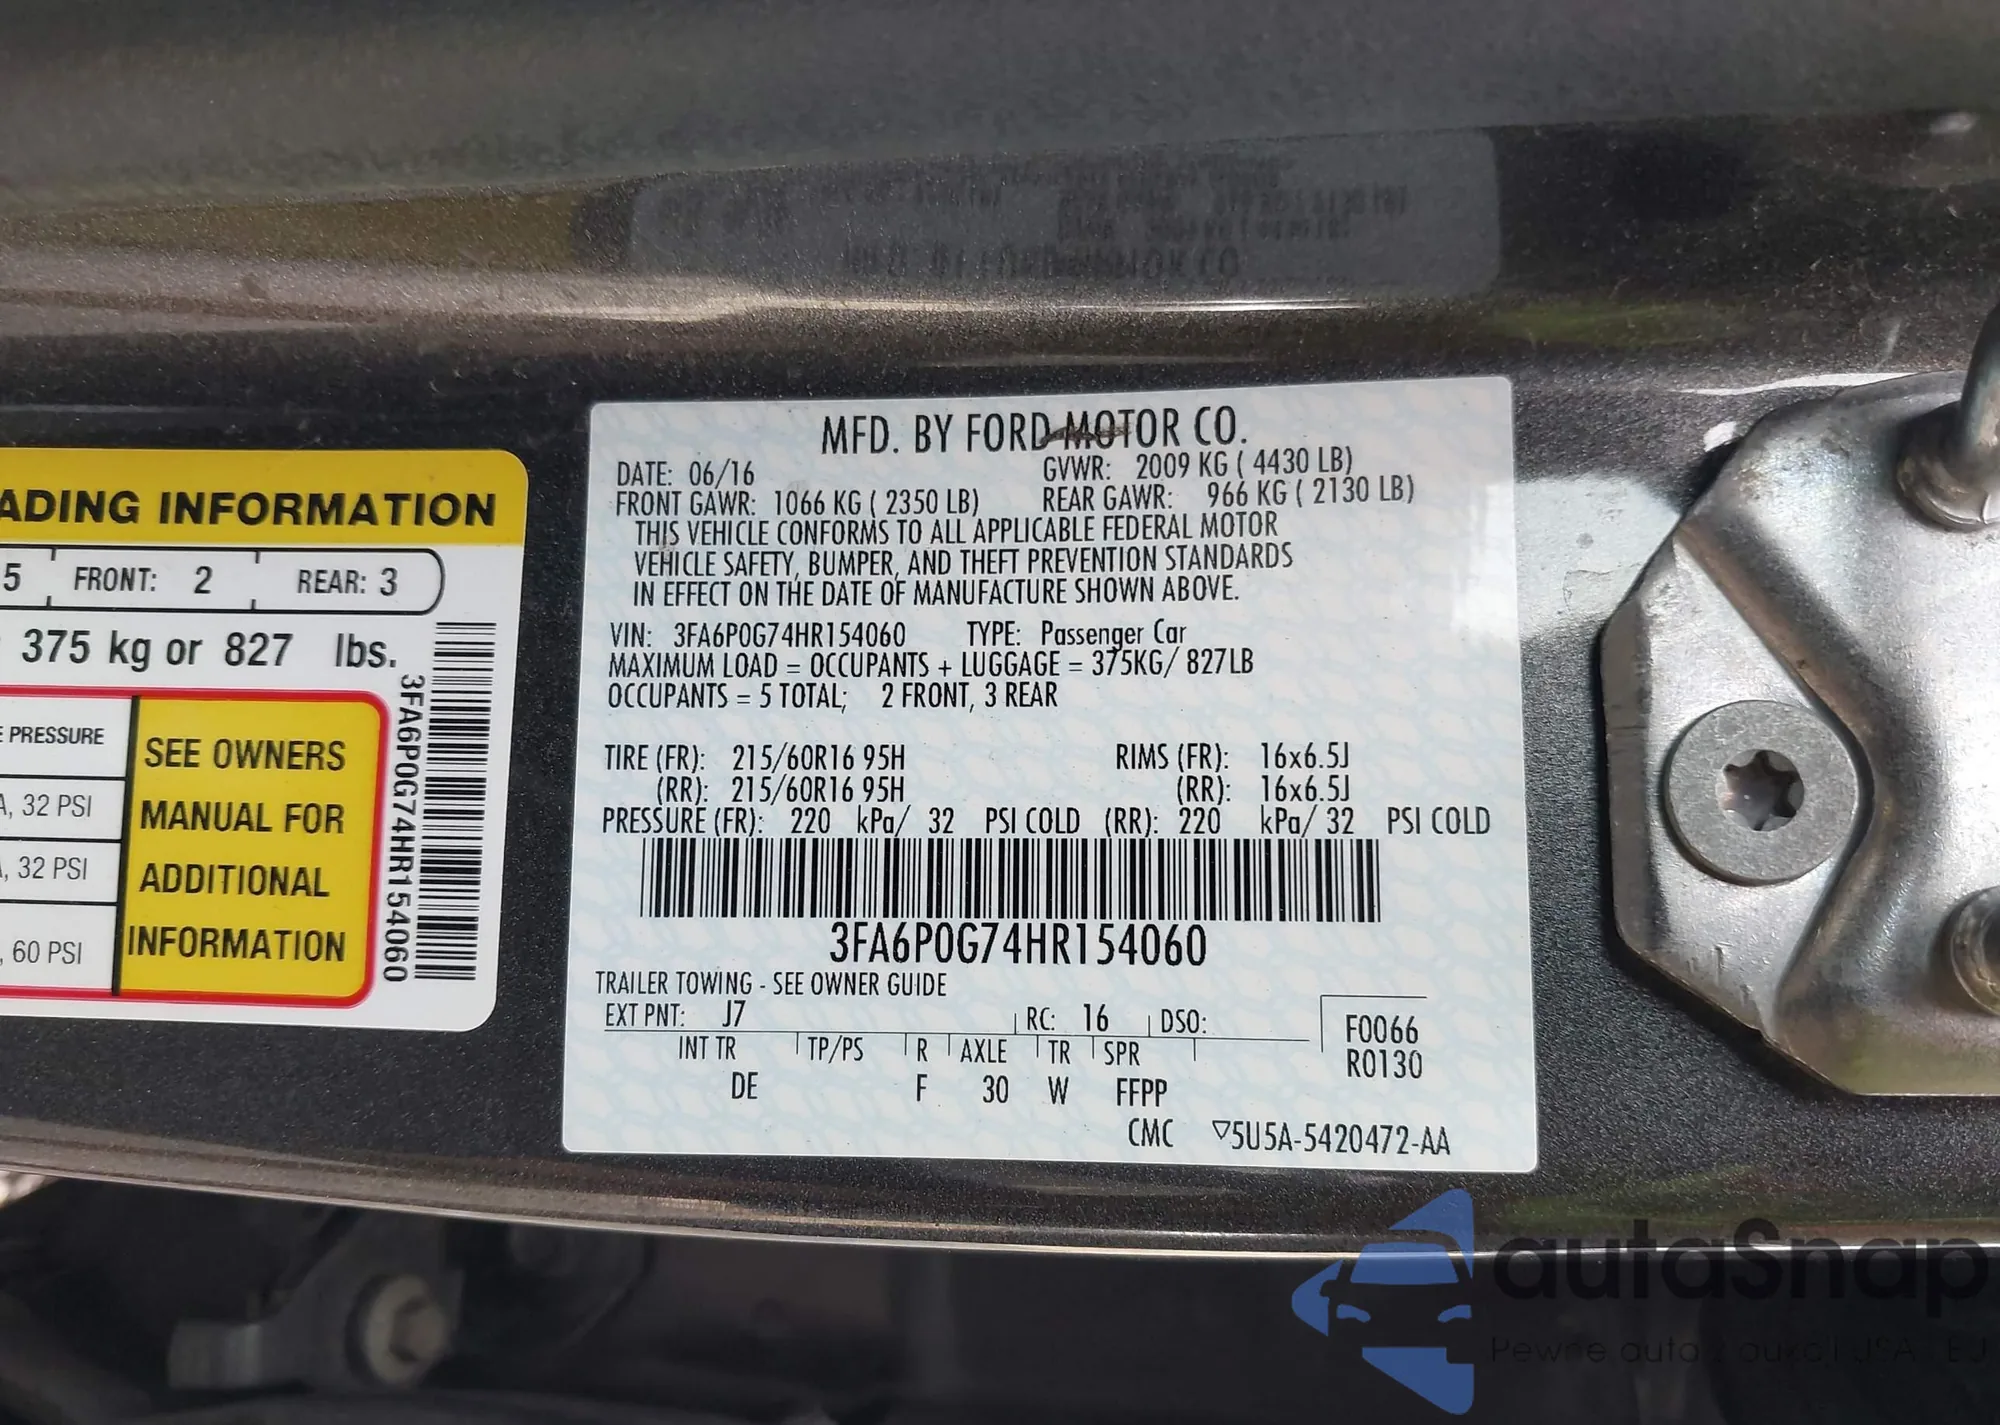 ADING INFORMATION
5 FRONT: 2 REAR: 3
375 kg or 827 lbs.
PRESSURE
, 32 PSI
, 32 PSI
, 60 PSI
SEE OWNERS
MANUAL FOR
ADDITIONAL
INFORMATION
3FA6P0G74HR154060
MFD. BY FORD MOTOR CO.
DATE: 06/16 GVWR: 2009 KG ( 4430 LB)
FRONT GAWR: 1066 KG ( 2350 LB) REAR GAWR: 966 KG ( 2130 LB)
THIS VEHICLE CONFORMS TO ALL APPLICABLE FEDERAL MOTOR
VEHICLE SAFETY, BUMPER, AND THEFT PREVENTION STANDARDS
IN EFFECT ON THE DATE OF MANUFACTURE SHOWN ABOVE.
VIN: 3FA6P0G74HR154060 TYPE: Passenger Car
MAXIMUM LOAD = OCCUPANTS + LUGGAGE = 375KG/ 827LB
OCCUPANTS = 5 TOTAL; 2 FRONT, 3 REAR
TIRE (FR): 215/60R16 95H RIMS (FR): 16x6.5J
(RR): 215/60R16 95H (RR): 16x6.5J
PRESSURE (FR): 220 kPa/ 32 PSI COLD (RR): 220 kPa/ 32 PSI COLD
3FA6P0G74HR154060
TRAILER TOWING - SEE OWNER GUIDE
EXT PNT: J7 RC: 16 DSO:
F0066
R0130
INT TR TP/PS R AXLE TR SPR
DE F 30 W FFPP
CMC ▽5U5A-5420472-AA
autaSnap
Pewne auta z aukcji USA i EU